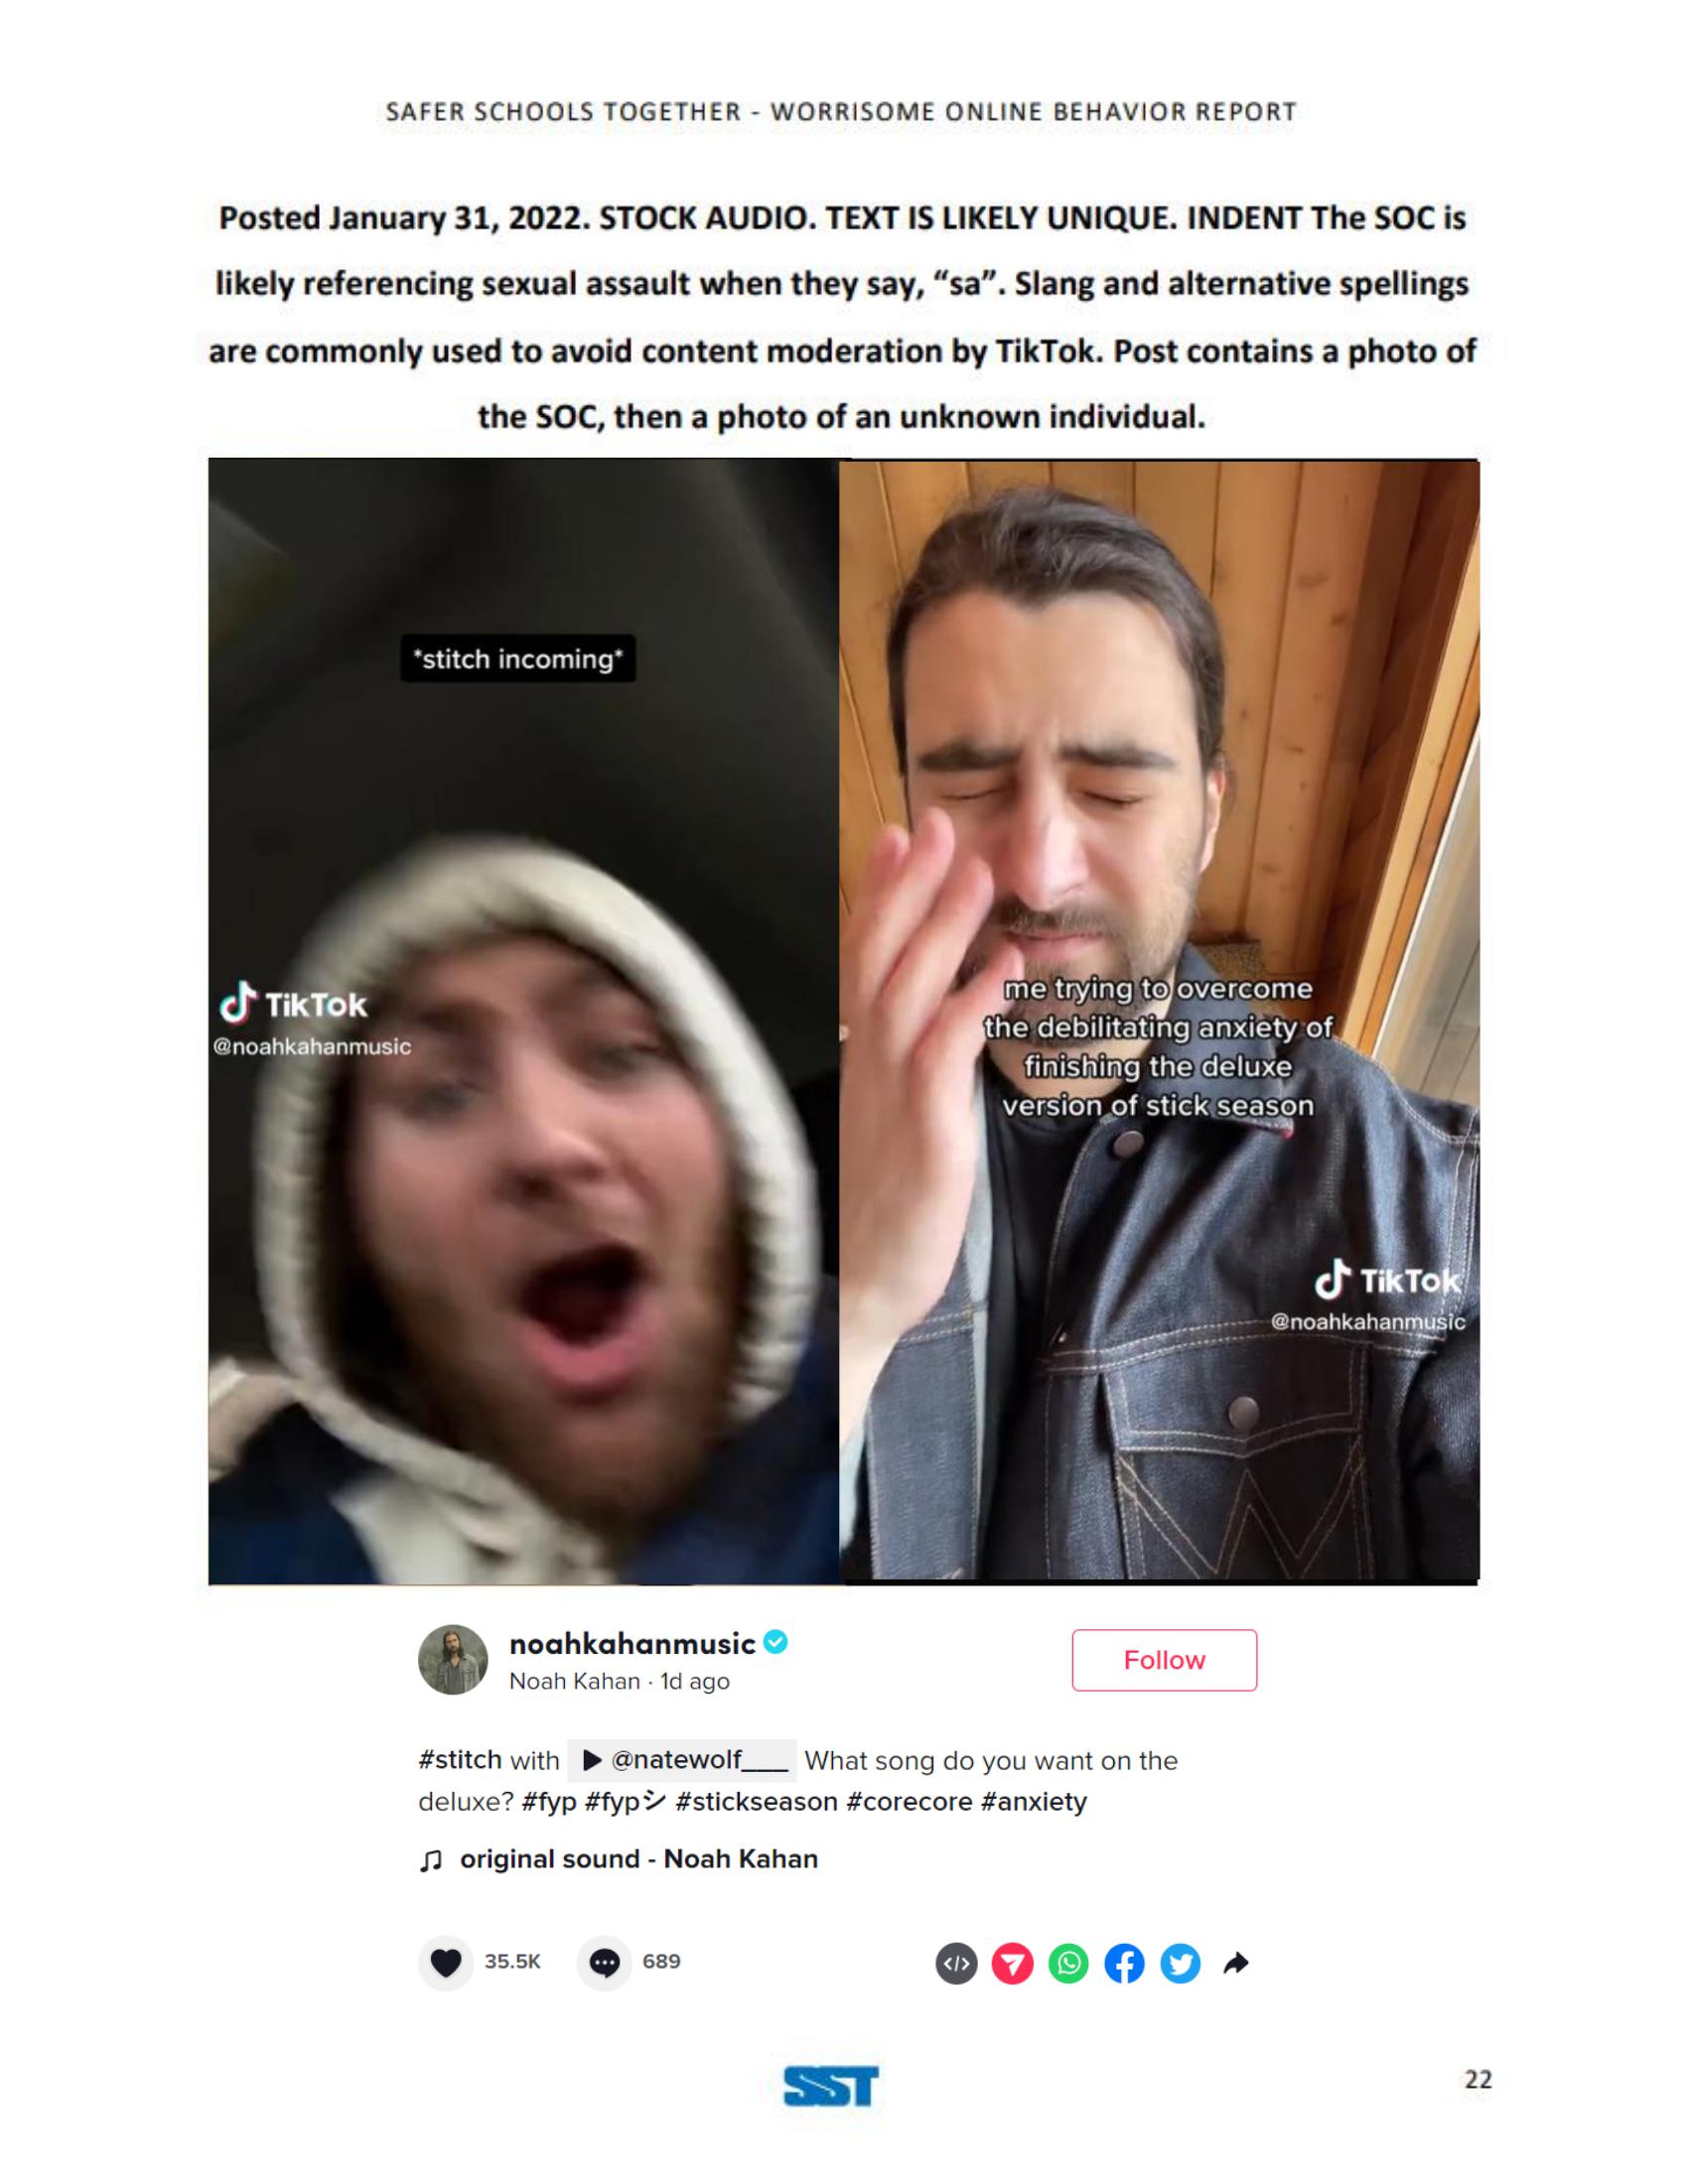 SAFER SCHOOLS TOGETHER - WORRISOME ONLINE BEHAVIOR REPORT
Posted January 31, 2022. STOCK AUDIO. TEXT IS LIKELY UNIQUE. INDENT The SOC is
likely referencing sexual assault when they say, “sa”. Slang and alternative spellings
are commonly used to avoid content moderation by TikTok. Post contains a photo of
the SOC, then a photo of an unknown individual.
*stitch incoming*
TikTok
@noahkahanmusic
me trying to overcome
the debilitating anxiety of
finishing the deluxe
version of stick season
TikTok
@noahkahanmusic
noahkahanmusic
Noah Kahan · 1d ago
Follow
#stitch with @natewolf___ What song do you want on the
deluxe? #fyp #fypシ #stickseason #corecore #anxiety
original sound - Noah Kahan
35.5K
689
SST
22